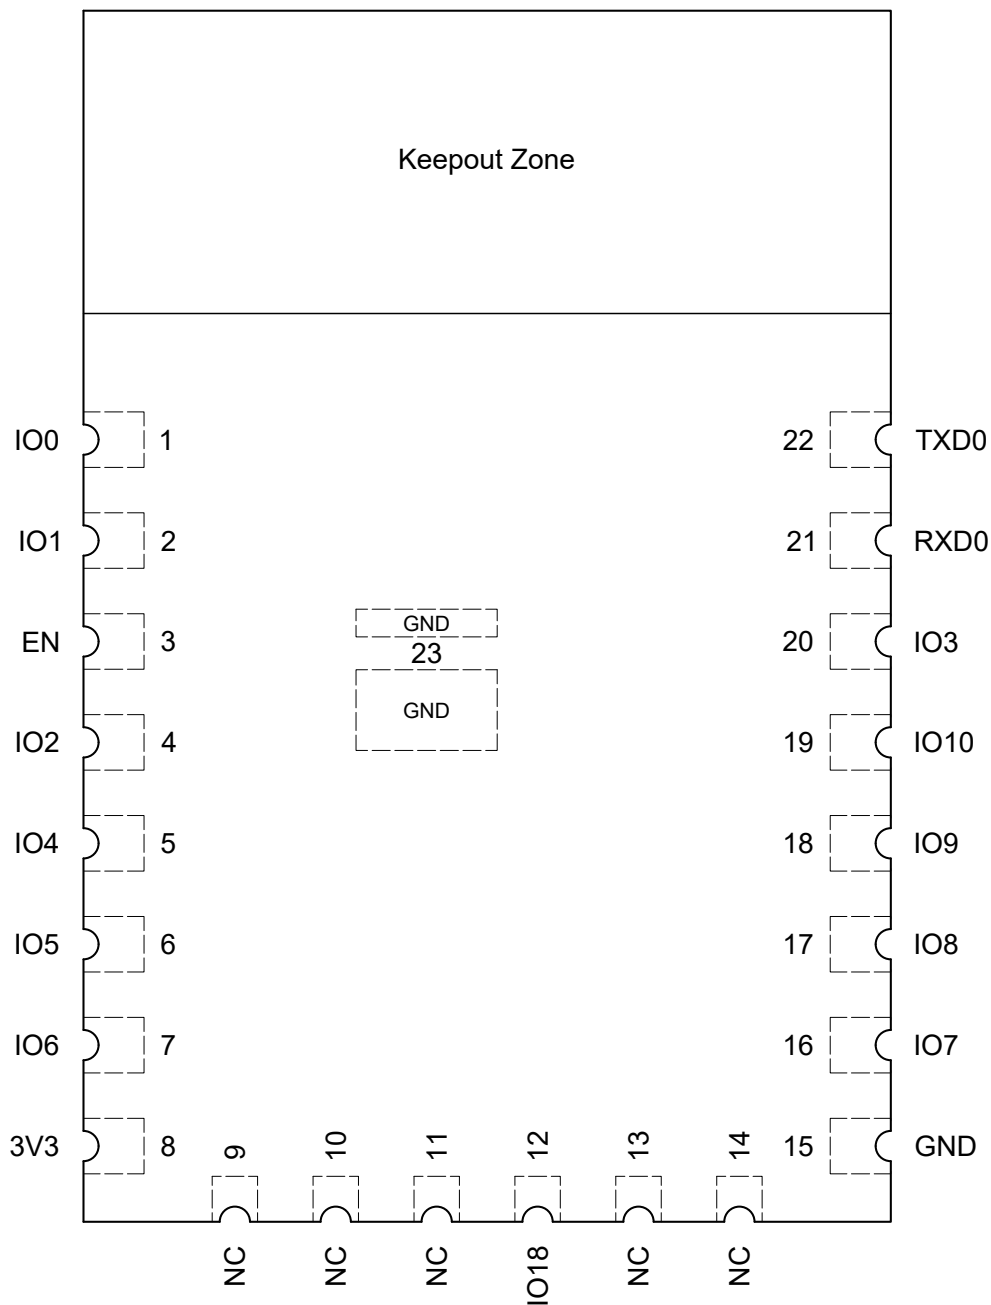 Keepout Zone
IO0 1 22 TXD0
IO1 2 21 RXD0
GND
EN 3 20 IO3
23
GND
IO2 4 19 IO10
IO4 5 18 IO9
IO5 6 17 IO8
IO6 7 16 IO7
3V3 8 9 10 11 12 13 14 15 GND
NC NC NC IO18 NC NC